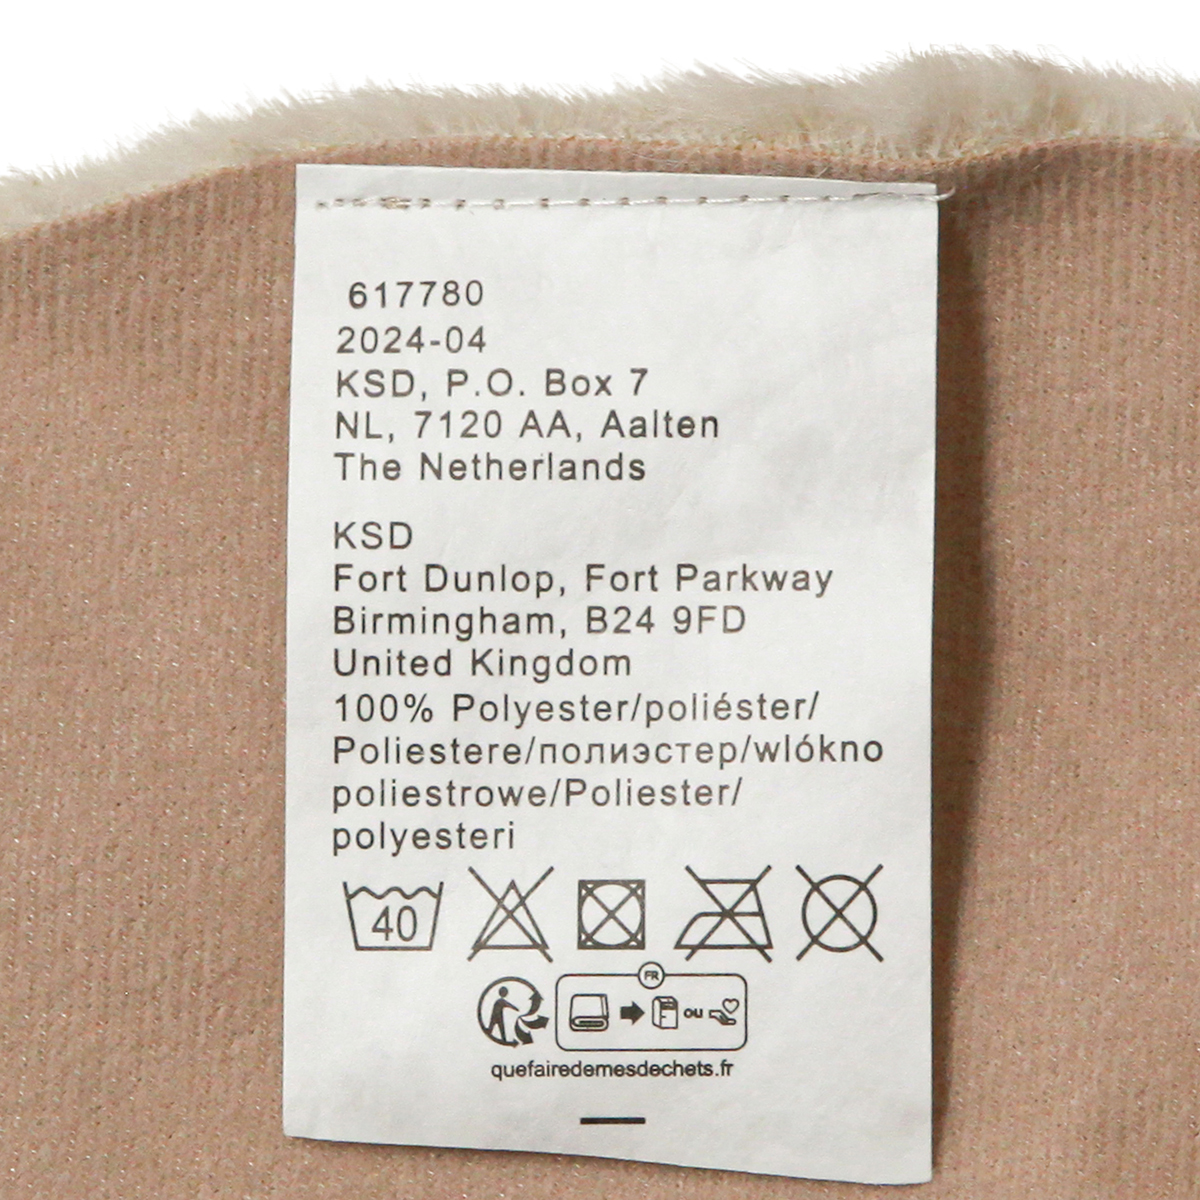 617780
2024-04
KSD, P.O. Box 7
NL, 7120 AA, Aalten
The Netherlands
KSD
Fort Dunlop, Fort Parkway
Birmingham, B24 9FD
United Kingdom
100% Polyester/poliéster/
Poliestere/полиэстер/wlókno
poliestrowe/Poliester/
polyesteri
40
FR
ou
quefairedemesdechets.fr